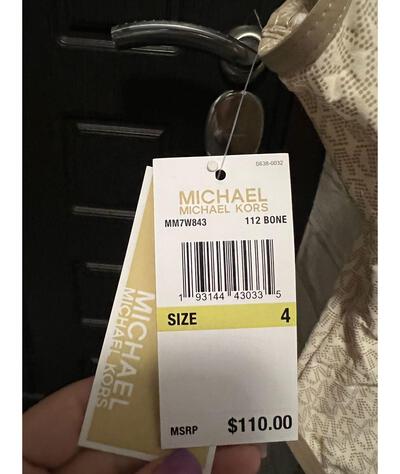 0638-0032
MICHAEL
MICHAEL KORS
MM7W843 112 BONE
1 93144 43033 5
SIZE 4
MSRP $110.00
MICHAEL
MICHAEL KORS